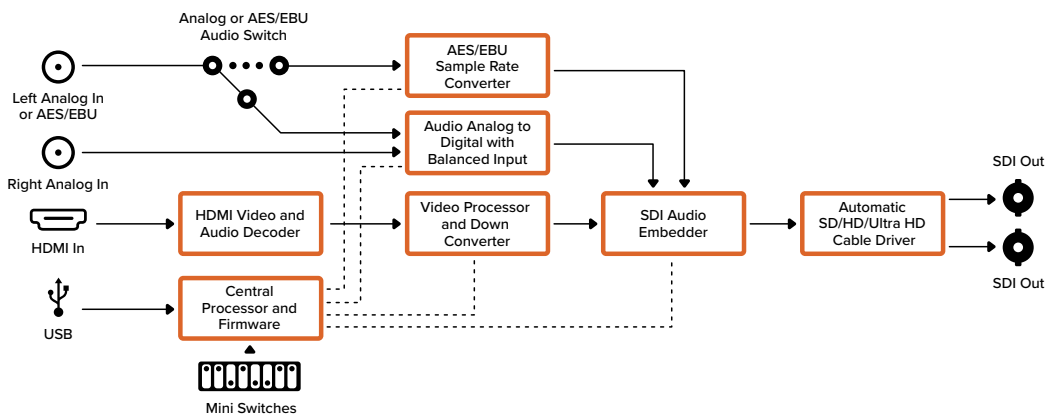 Analog or AES/EBU
Audio Switch
Left Analog In
or AES/EBU
AES/EBU
Sample Rate
Converter
Right Analog In
Audio Analog to
Digital with
Balanced Input
HDMI In
HDMI Video and
Audio Decoder
Video Processor
and Down
Converter
SDI Audio
Embedder
Automatic
SD/HD/Ultra HD
Cable Driver
SDI Out
SDI Out
USB
Central
Processor and
Firmware
Mini Switches